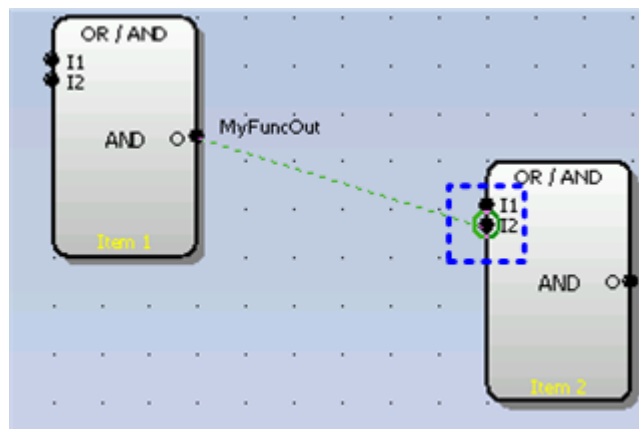 OR / AND
I1
I2
AND
MyFuncOut
Item 1
OR / AND
I1
I2
AND
Item 2